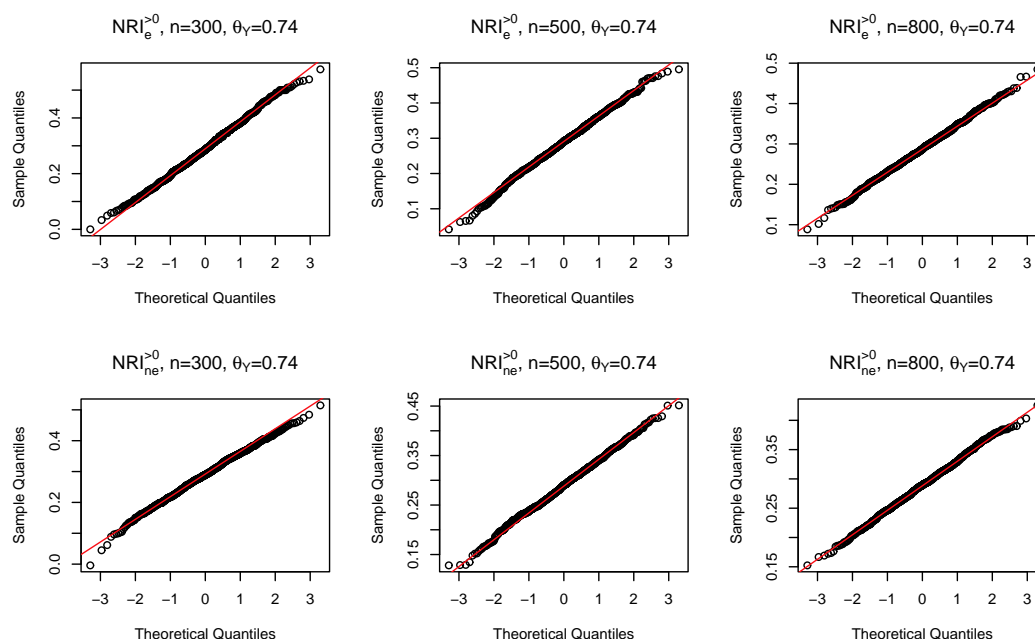 NRI_e^{>0}, n=300, θ_Y=0.74
Sample Quantiles
0.0 0.2 0.4
−3 −2 −1 0 1 2 3
Theoretical Quantiles
NRI_e^{>0}, n=500, θ_Y=0.74
Sample Quantiles
0.1 0.2 0.3 0.4 0.5
−3 −2 −1 0 1 2 3
Theoretical Quantiles
NRI_e^{>0}, n=800, θ_Y=0.74
Sample Quantiles
0.1 0.2 0.3 0.4 0.5
−3 −2 −1 0 1 2 3
Theoretical Quantiles
NRI_{ne}^{>0}, n=300, θ_Y=0.74
Sample Quantiles
0.0 0.2 0.4
−3 −2 −1 0 1 2 3
Theoretical Quantiles
NRI_{ne}^{>0}, n=500, θ_Y=0.74
Sample Quantiles
0.15 0.25 0.35 0.45
−3 −2 −1 0 1 2 3
Theoretical Quantiles
NRI_{ne}^{>0}, n=800, θ_Y=0.74
Sample Quantiles
0.15 0.25 0.35
−3 −2 −1 0 1 2 3
Theoretical Quantiles